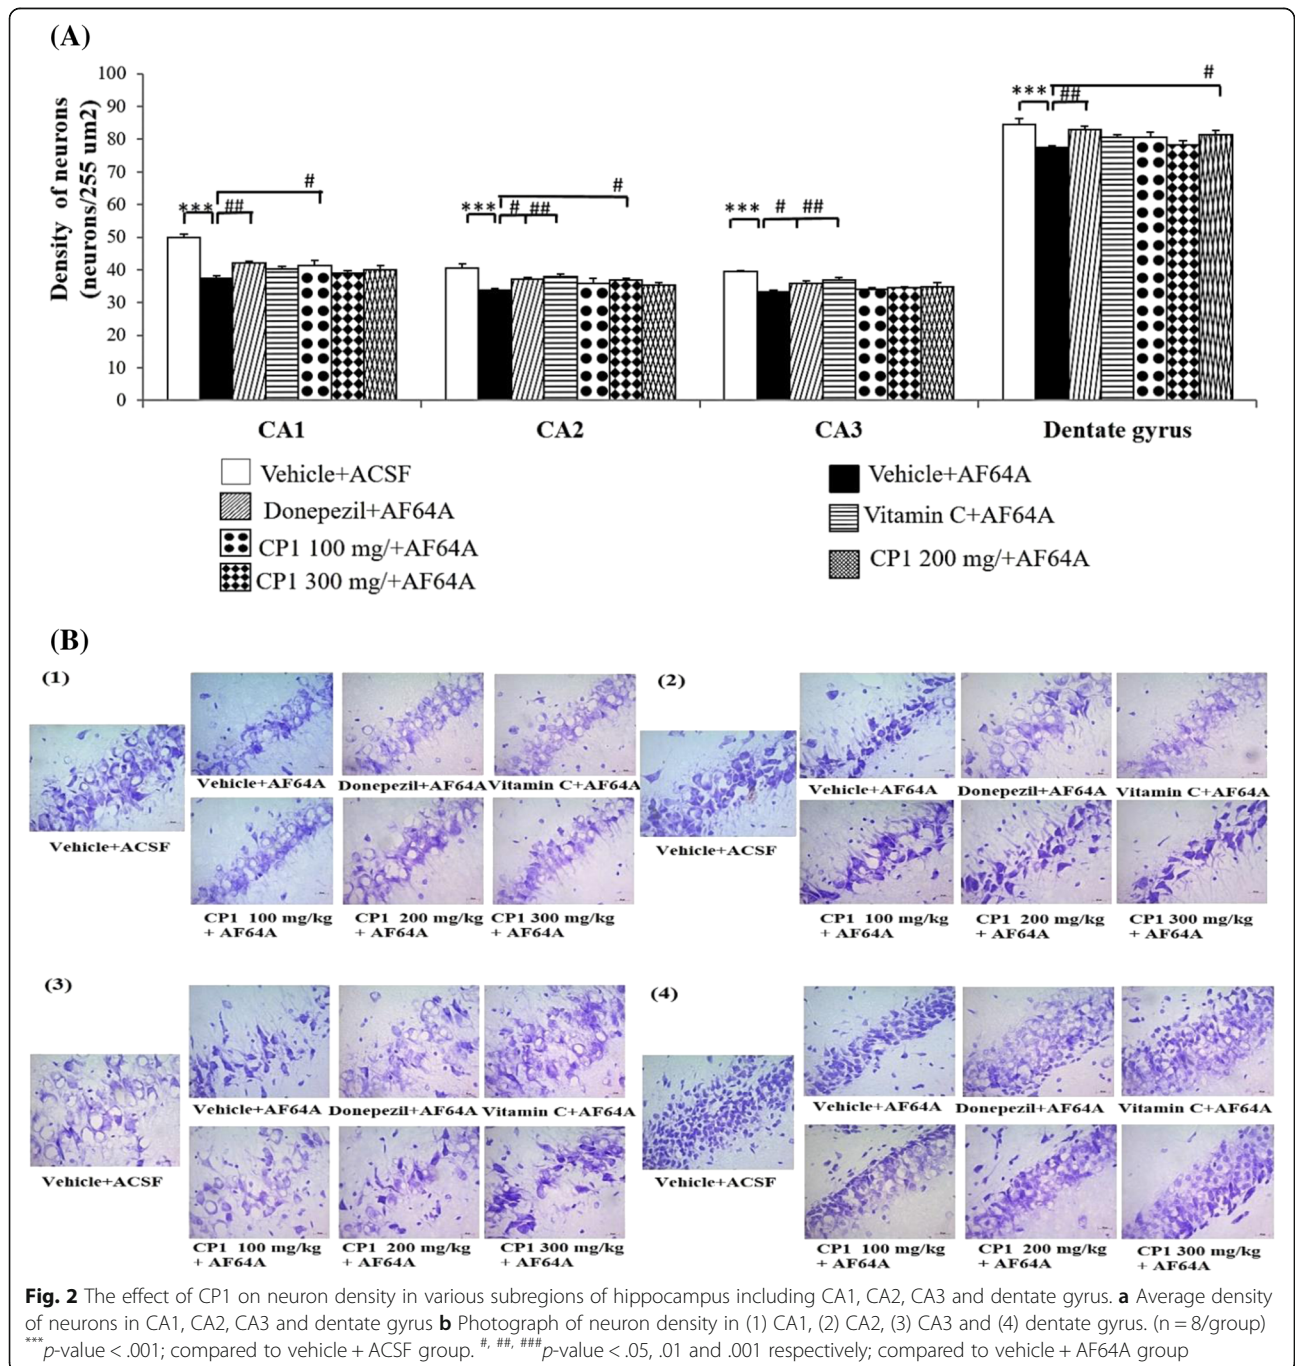 (A)
Density of neurons
(neurons/255 um2)
100
90
80
70
60
50
40
30
20
10
0
*** ## #
*** # ## #
*** # ##
*** ## #
CA1 CA2 CA3 Dentate gyrus
Vehicle+ACSF Vehicle+AF64A
Donepezil+AF64A Vitamin C+AF64A
CP1 100 mg/+AF64A CP1 200 mg/+AF64A
CP1 300 mg/+AF64A
(B)
(1)
Vehicle+ACSF
Vehicle+AF64A Donepezil+AF64A Vitamin C+AF64A
CP1 100 mg/kg
+ AF64A
CP1 200 mg/kg
+ AF64A
CP1 300 mg/kg
+ AF64A
(2)
Vehicle+ACSF
Vehicle+AF64A Donepezil+AF64A Vitamin C+AF64A
CP1 100 mg/kg
+ AF64A
CP1 200 mg/kg
+ AF64A
CP1 300 mg/kg
+ AF64A
(3)
Vehicle+ACSF
Vehicle+AF64A Donepezil+AF64A Vitamin C+AF64A
CP1 100 mg/kg
+ AF64A
CP1 200 mg/kg
+ AF64A
CP1 300 mg/kg
+ AF64A
(4)
Vehicle+ACSF
Vehicle+AF64A Donepezil+AF64A Vitamin C+AF64A
CP1 100 mg/kg
+ AF64A
CP1 200 mg/kg
+ AF64A
CP1 300 mg/kg
+ AF64A
Fig. 2 The effect of CP1 on neuron density in various subregions of hippocampus including CA1, CA2, CA3 and dentate gyrus. a Average density
of neurons in CA1, CA2, CA3 and dentate gyrus b Photograph of neuron density in (1) CA1, (2) CA2, (3) CA3 and (4) dentate gyrus. (n = 8/group)
***p-value < .001; compared to vehicle + ACSF group. #, ##, ###p-value < .05, .01 and .001 respectively; compared to vehicle + AF64A group